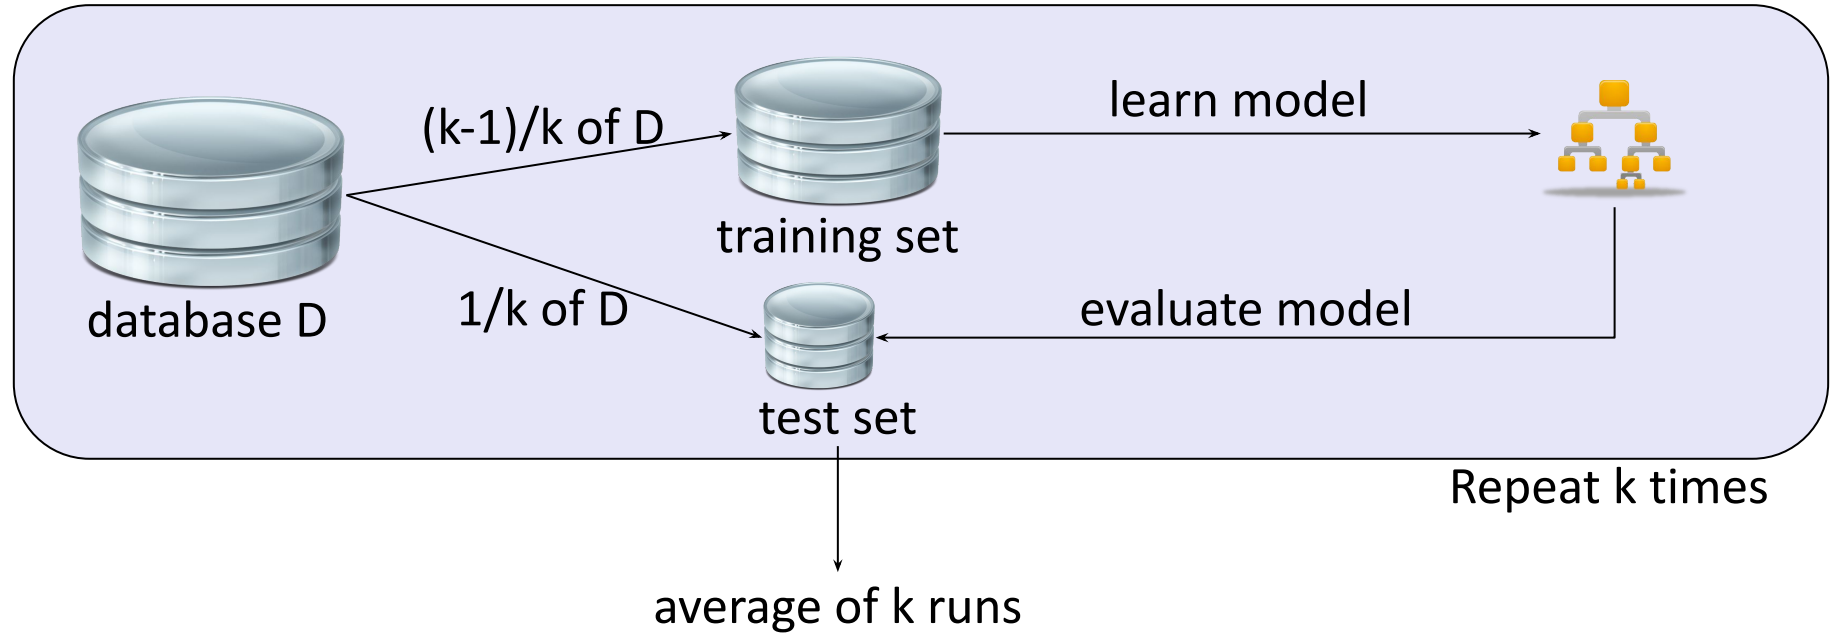 (k-1)/k of D
learn model
training set
database D
1/k of D
evaluate model
test set
Repeat k times
average of k runs